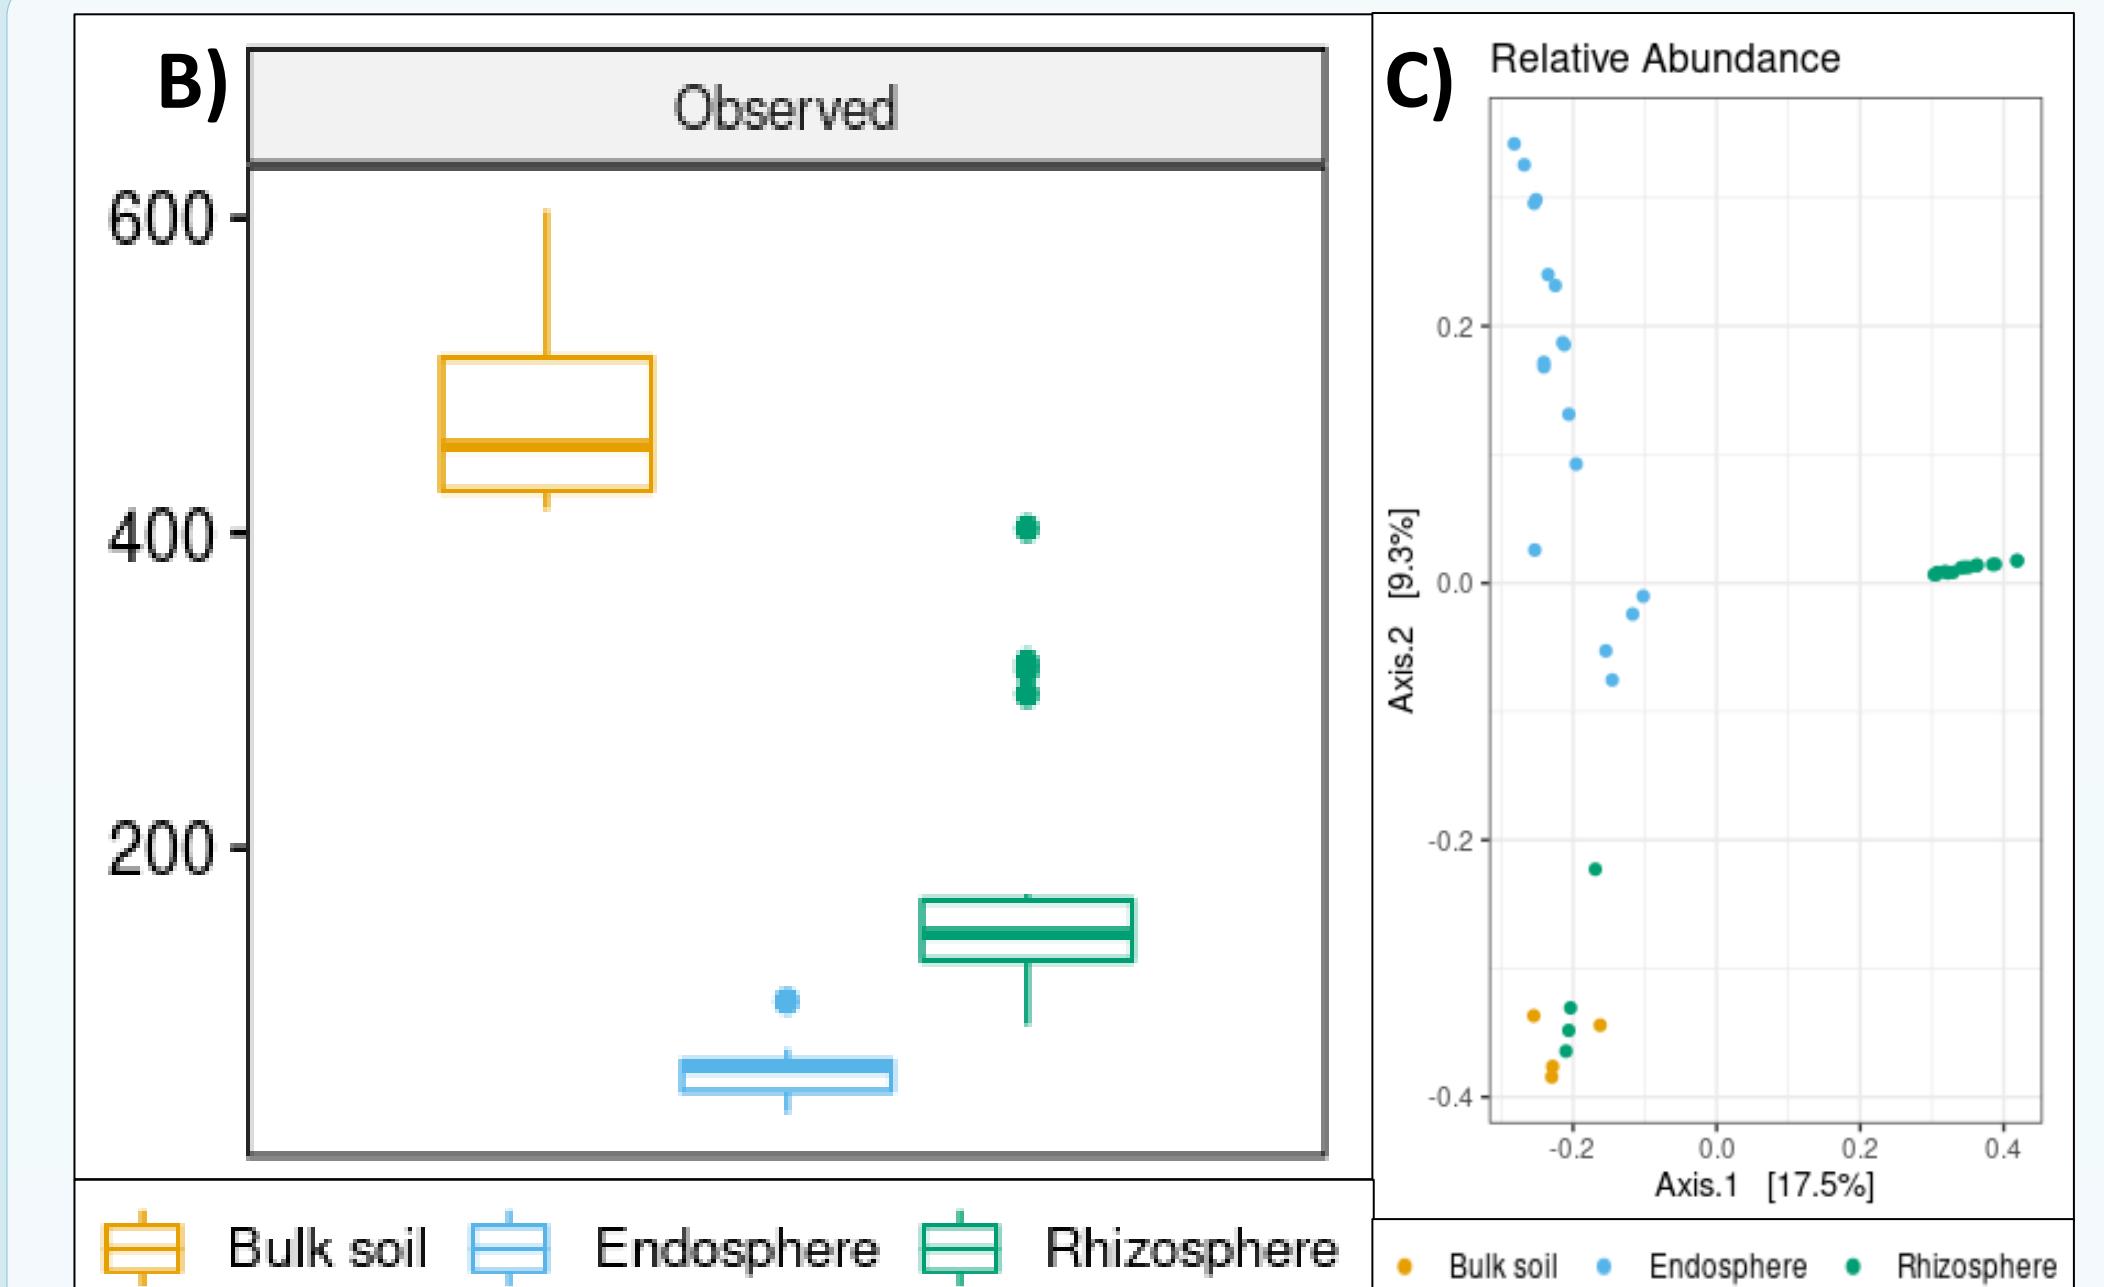 B)
Observed
600
400
200
Bulk soil Endosphere Rhizosphere
C)
Relative Abundance
Axis.2 [9.3%]
0.2
0.0
-0.2
-0.4
-0.2 0.0 0.2 0.4
Axis.1 [17.5%]
Bulk soil Endosphere Rhizosphere